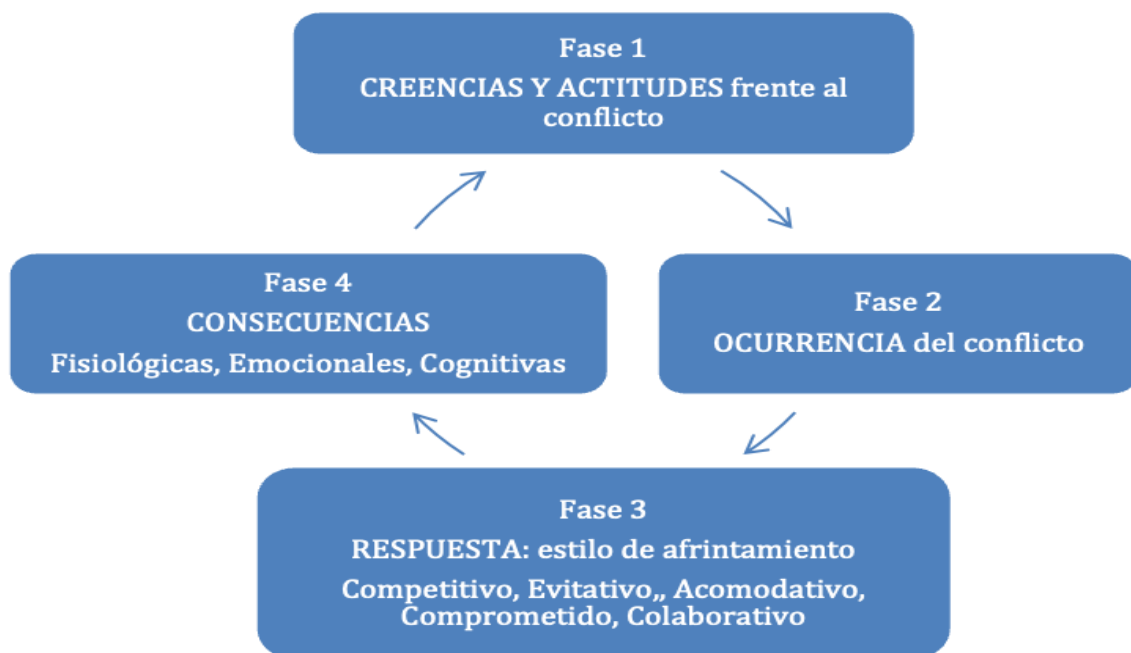 Fase 1
CREENCIAS Y ACTITUDES frente al
conflicto
Fase 4
CONSECUENCIAS
Fisiológicas, Emocionales, Cognitivas
Fase 2
OCURRENCIA del conflicto
Fase 3
RESPUESTA: estilo de afrintamiento
Competitivo, Evitativo,, Acomodativo,
Comprometido, Colaborativo